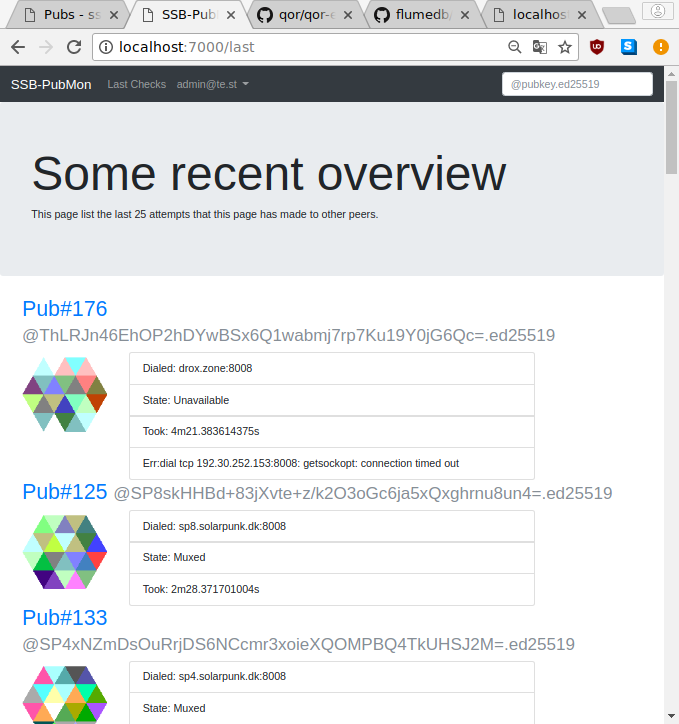 Pubs - ss
SSB-Pub
qor/qor-e
flumedb/
localhos
localhost:7000/last
SSB-PubMon Last Checks admin@te.st @pubkey.ed25519
Some recent overview
This page list the last 25 attempts that this page has made to other peers.
Pub#176
@ThLRJn46EhOP2hDYwBSx6Q1wabmj7rp7Ku19Y0jG6Qc=.ed25519
Dialed: drox.zone:8008
State: Unavailable
Took: 4m21.383614375s
Err:dial tcp 192.30.252.153:8008: getsockopt: connection timed out
Pub#125 @SP8skHHBd+83jXvte+z/k2O3oGc6ja5xQxghrnu8un4=.ed25519
Dialed: sp8.solarpunk.dk:8008
State: Muxed
Took: 2m28.371701004s
Pub#133
@SP4xNZmDsOuRrjDS6NCcmr3xoieXQOMPBQ4TkUHSJ2M=.ed25519
Dialed: sp4.solarpunk.dk:8008
State: Muxed